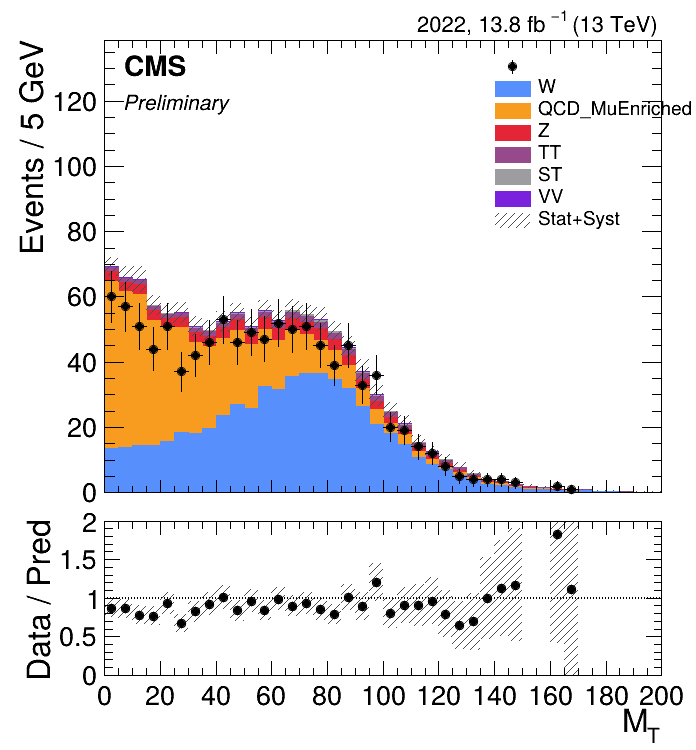 2022, 13.8 fb⁻¹ (13 TeV)
CMS
Preliminary
W
QCD_MuEnriched
Z
TT
ST
VV
Stat+Syst
Events / 5 GeV
120
100
80
60
40
20
0
Data / Pred
2
1.5
1
0.5
0
0 20 40 60 80 100 120 140 160 180 200
M_T